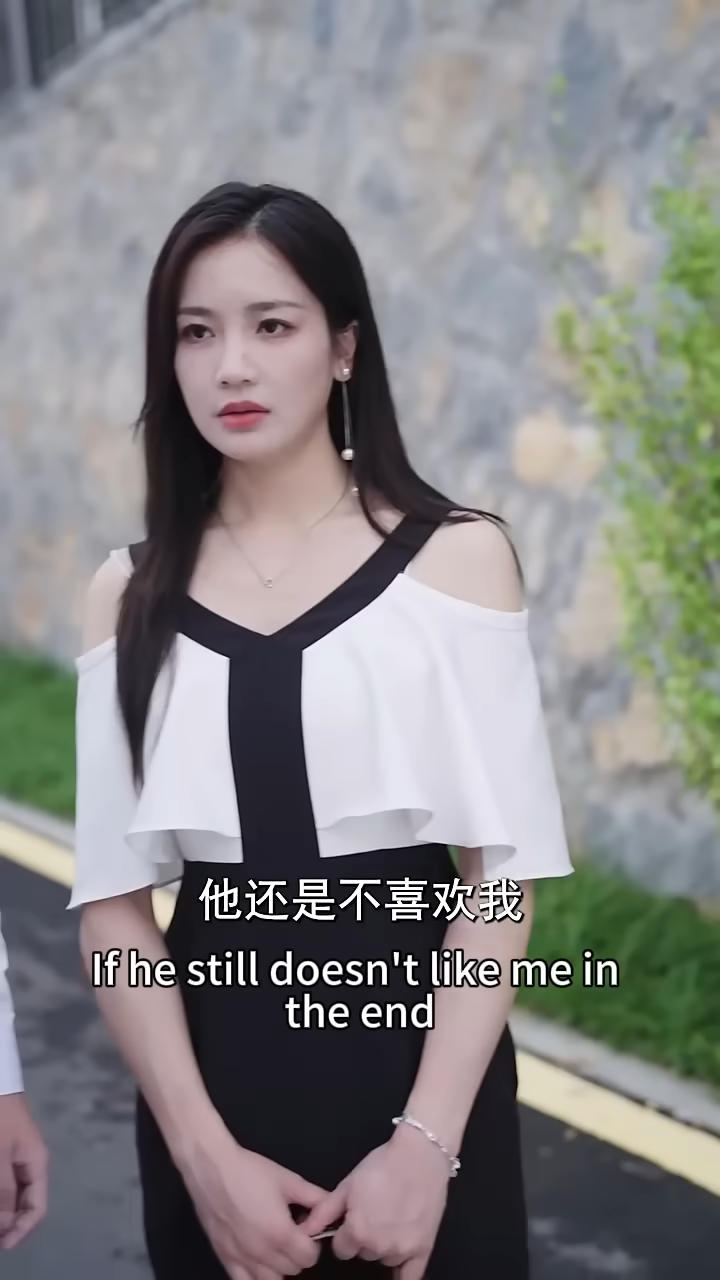 他还是不喜欢我
If he still doesn't like me in
the end